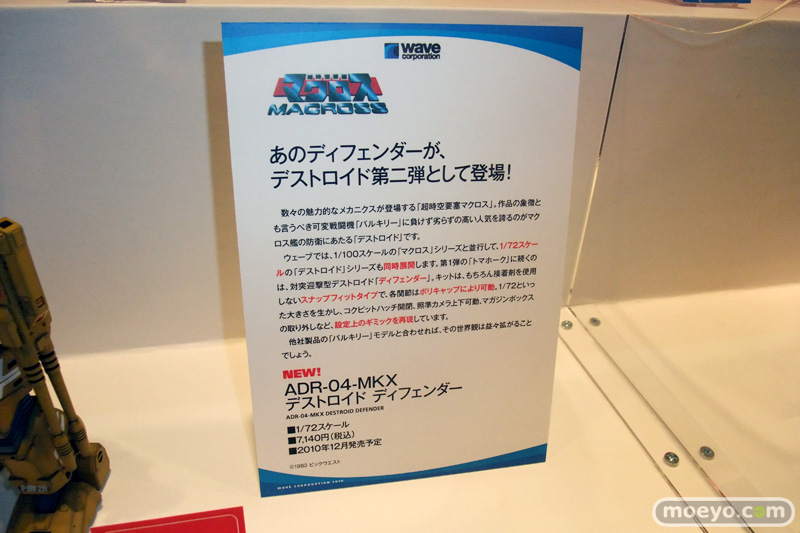 wave
corporation
マクロス
MACROSS
あのディフェンダーが、
デストロイド第二弾として登場！
数々の魅力的なメカニクスが登場する「超時空要塞マクロス」。作品の象徴と
も言うべき可変戦闘機「バルキリー」に負けず劣らずの高い人気を誇るのがマク
ロス艦の防衛にあたる「デストロイド」です。
ウェーブでは、1/100スケールの「マクロス」シリーズと並行して、1/72スケー
ルの「デストロイド」シリーズも同時展開します。第1弾の「トマホーク」に続くの
は、対突迎撃型デストロイド「ディフェンダー」。キットは、もちろん接着剤を使用
しないスナップフィットタイプで、各関節はポリキャップにより可動。1/72といっ
た大きさを生かし、コクピットハッチ開閉、照準カメラ上下可動、マガジンボックス
の取り外しなど、設定上のギミックを再現しています。
他社製品の「バルキリー」モデルと合わせれば、その世界観は益々拡がること
でしょう。
NEW!
ADR-04-MKX
デストロイド ディフェンダー
ADR-04-MKX DESTROID DEFENDER
■1/72スケール
■7,140円(税込)
■2010年12月発売予定
©1982 ビックウエスト
WAVE CORPORATION 2010
moeyo.com